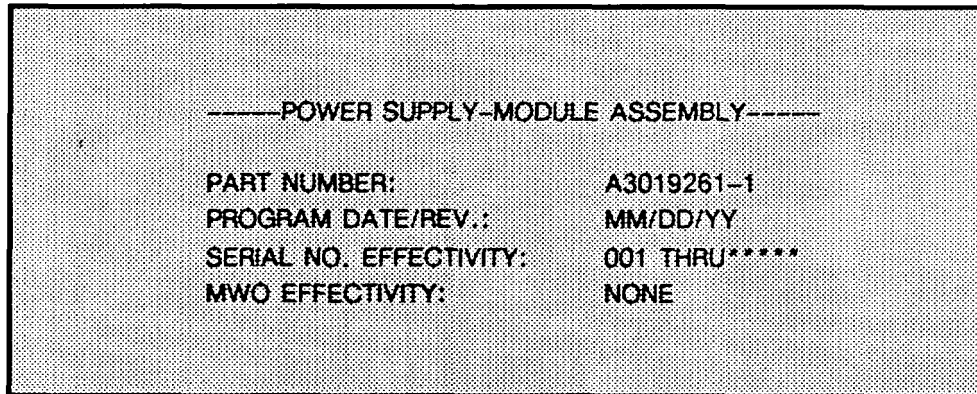 -----POWER SUPPLY-MODULE ASSEMBLY-----
PART NUMBER: A3019261-1
PROGRAM DATE/REV.: MM/DD/YY
SERIAL NO. EFFECTIVITY: 001 THRU*****
MWO EFFECTIVITY: NONE